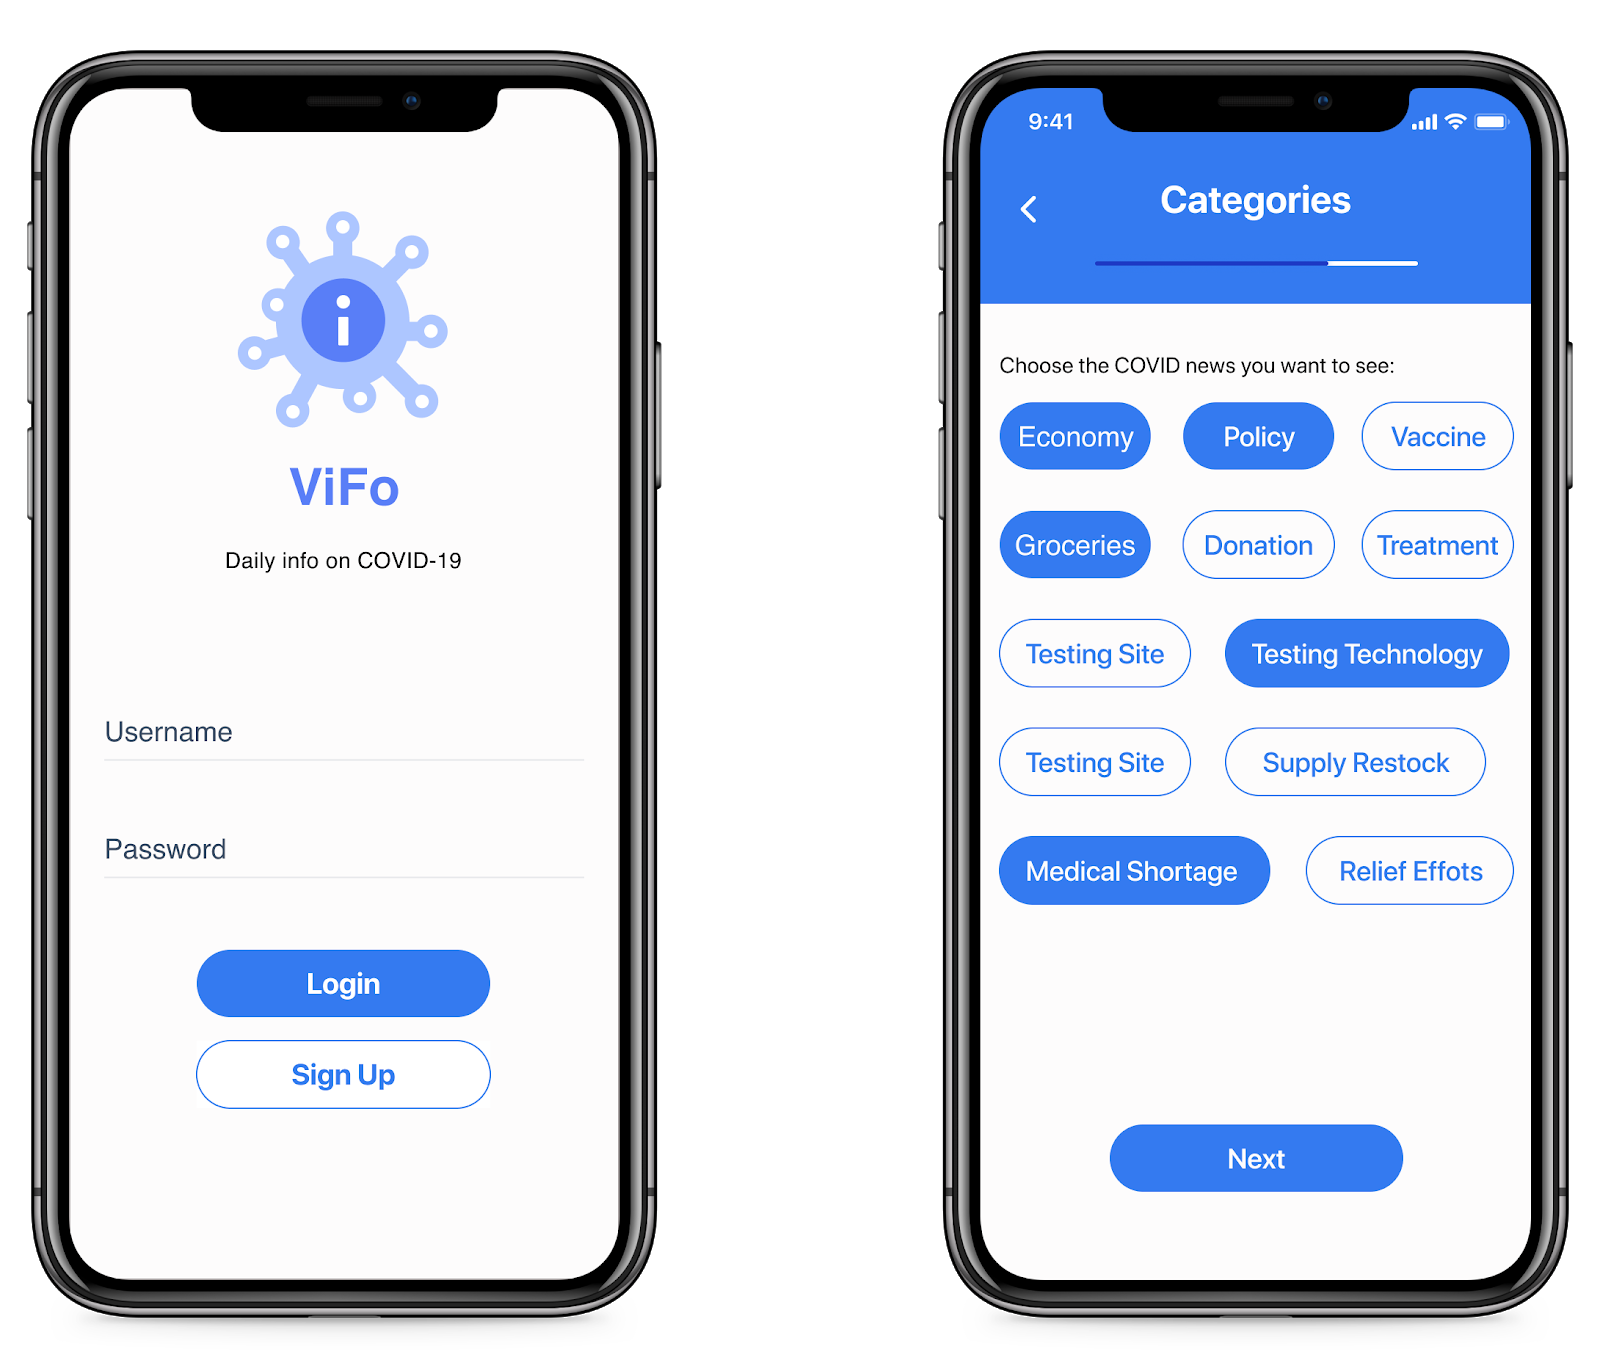 i
ViFo
Daily info on COVID-19
Username
Password
Login
Sign Up
9:41
Categories
Choose the COVID news you want to see:
Economy Policy Vaccine
Groceries Donation Treatment
Testing Site Testing Technology
Testing Site Supply Restock
Medical Shortage Relief Effots
Next